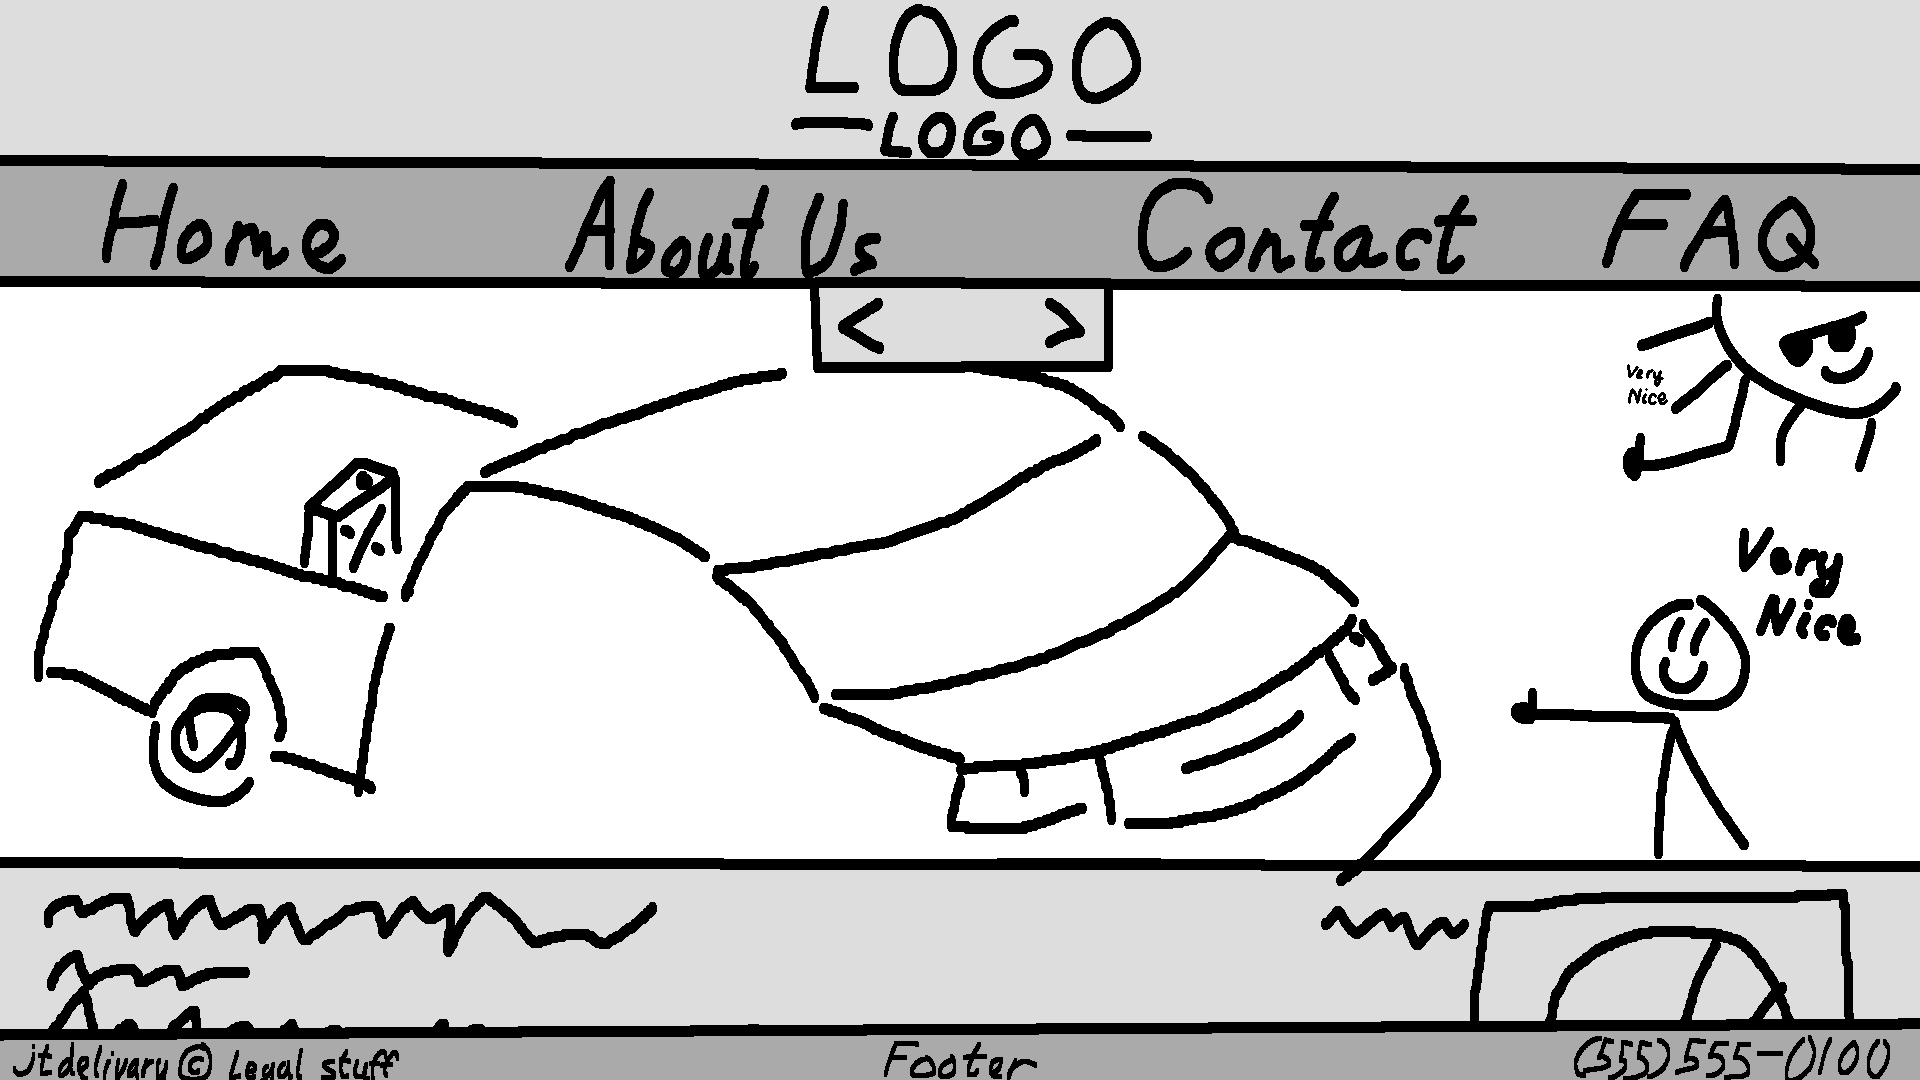 LOGO
LOGO
Home About Us Contact FAQ
< >
Very
Nice
Very
Nice
jtdelivary © Legal stuff Footer (555)555-0100